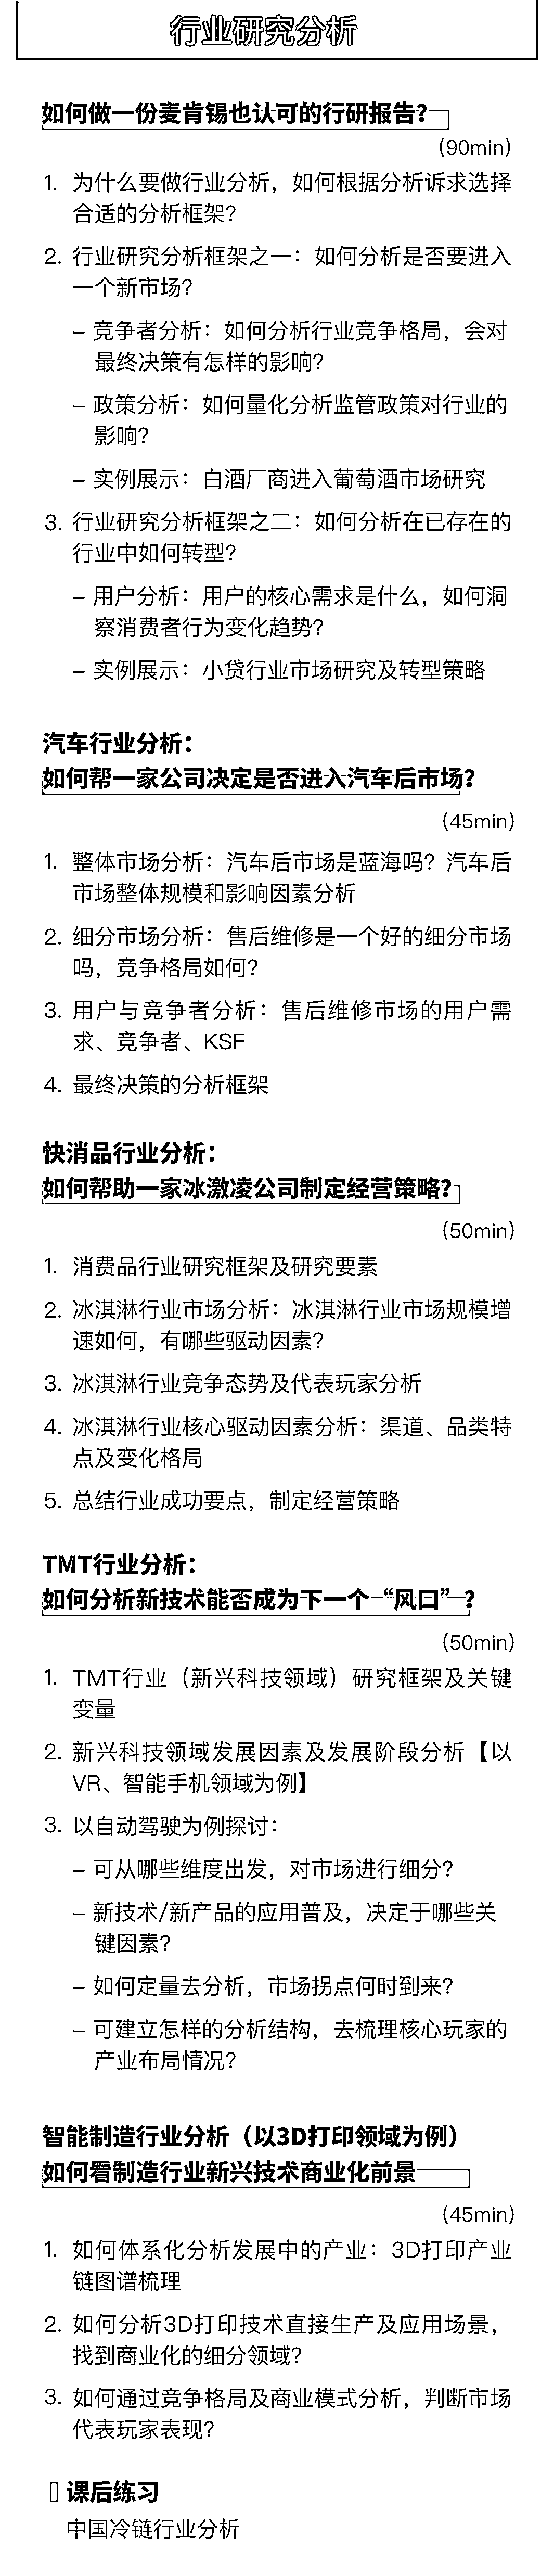 行业研究分析
如何做一份麦肯锡也认可的行研报告?
(90min)
1. 为什么要做行业分析，如何根据分析诉求选择
合适的分析框架?
2. 行业研究分析框架之一：如何分析是否要进入
一个新市场?
– 竞争者分析：如何分析行业竞争格局，会对
最终决策有怎样的影响?
– 政策分析：如何量化分析监管政策对行业的
影响?
– 实例展示：白酒厂商进入葡萄酒市场研究
3. 行业研究分析框架之二：如何分析在已存在的
行业中如何转型?
– 用户分析：用户的核心需求是什么，如何洞
察消费者行为变化趋势?
– 实例展示：小贷行业市场研究及转型策略
汽车行业分析：
如何帮一家公司决定是否进入汽车后市场?
(45min)
1. 整体市场分析：汽车后市场是蓝海吗? 汽车后
市场整体规模和影响因素分析
2. 细分市场分析：售后维修是一个好的细分市场
吗，竞争格局如何?
3. 用户与竞争者分析：售后维修市场的用户需
求、竞争者、KSF
4. 最终决策的分析框架
快消品行业分析：
如何帮助一家冰激凌公司制定经营策略?
(50min)
1. 消费品行业研究框架及研究要素
2. 冰淇淋行业市场分析：冰淇淋行业市场规模增
速如何，有哪些驱动因素?
3. 冰淇淋行业竞争态势及代表玩家分析
4. 冰淇淋行业核心驱动因素分析：渠道、品类特
点及变化格局
5. 总结行业成功要点，制定经营策略
TMT行业分析：
如何分析新技术能否成为下一个“风口”?
(50min)
1. TMT行业（新兴科技领域）研究框架及关键
变量
2. 新兴科技领域发展因素及发展阶段分析【以
VR、智能手机领域为例】
3. 以自动驾驶为例探讨：
– 可从哪些维度出发，对市场进行细分?
– 新技术/新产品的应用普及，决定于哪些关
键因素?
– 如何定量去分析，市场拐点何时到来?
– 可建立怎样的分析结构，去梳理核心玩家的
产业布局情况?
智能制造行业分析（以3D打印领域为例）
如何看制造行业新兴技术商业化前景
(45min)
1. 如何体系化分析发展中的产业：3D打印产业
链图谱梳理
2. 如何分析3D打印技术直接生产及应用场景，
找到商业化的细分领域?
3. 如何通过竞争格局及商业模式分析，判断市场
代表玩家表现?
课后练习
中国冷链行业分析